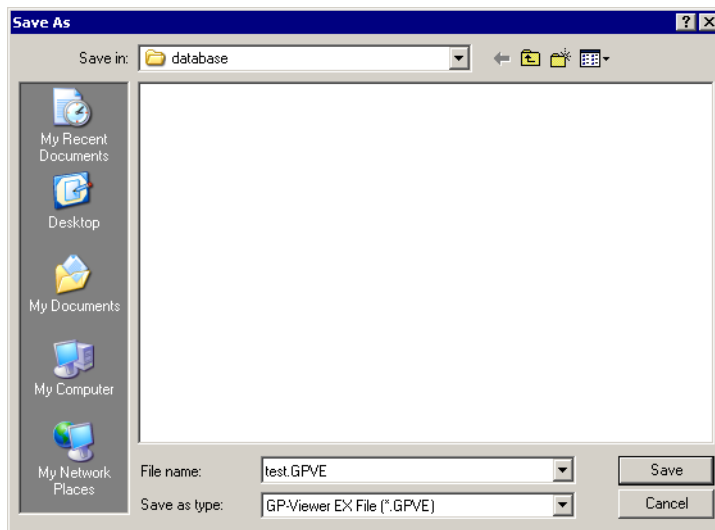 Save As
Save in:
database
My Recent
Documents
Desktop
My Documents
My Computer
My Network
Places
File name:
test.GPVE
Save
Save as type:
GP-Viewer EX File (*.GPVE)
Cancel